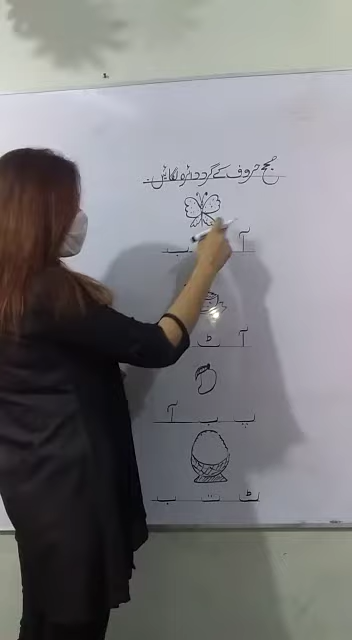 صحیح حروف کے گرد دائرہ لگائیں۔
آ ب
آ ٹ
پ ب آ
ٹ ت ب